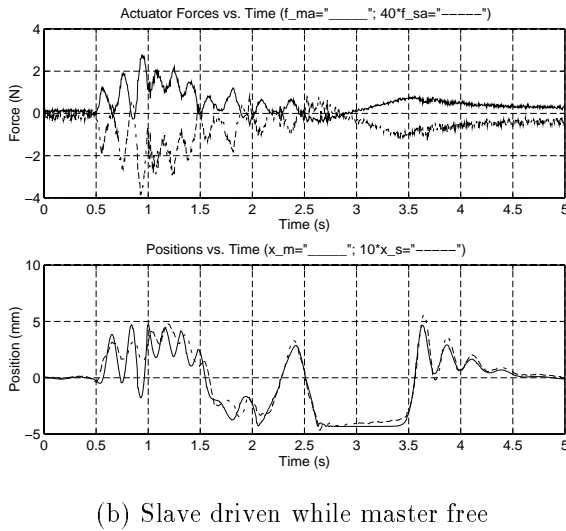 Actuator Forces vs. Time (f_ma="_____"; 40*f_sa="-----")
4
2
0
−2
−4
Force (N)
0 0.5 1 1.5 2 2.5 3 3.5 4 4.5 5
Time (s)
Positions vs. Time (x_m="_____"; 10*x_s="-----")
10
5
0
−5
Position (mm)
0 0.5 1 1.5 2 2.5 3 3.5 4 4.5 5
Time (s)
(b) Slave driven while master free